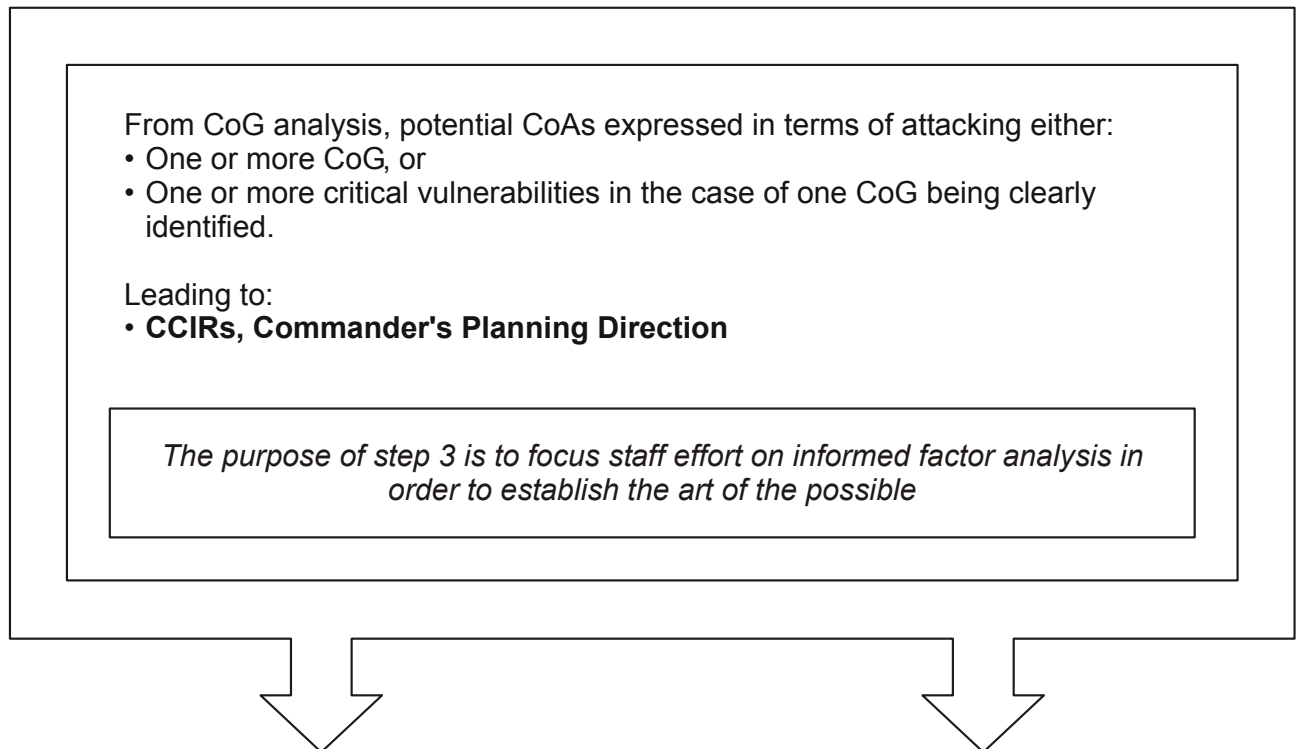 From CoG analysis, potential CoAs expressed in terms of attacking either:
• One or more CoG, or
• One or more critical vulnerabilities in the case of one CoG being clearly
identified.
Leading to:
• CCIRs, Commander's Planning Direction
The purpose of step 3 is to focus staff effort on informed factor analysis in
order to establish the art of the possible